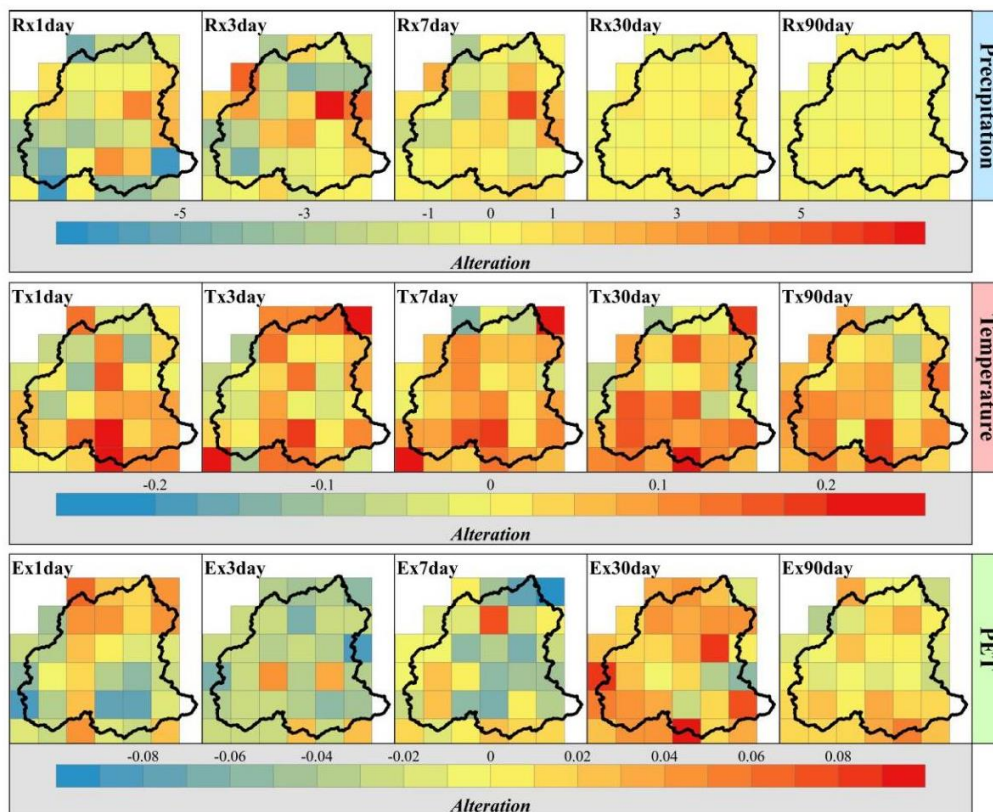 Rx1day Rx3day Rx7day Rx30day Rx90day
Precipitation
-5 -3 -1 0 1 3 5
Alteration
Tx1day Tx3day Tx7day Tx30day Tx90day
Temperature
-0.2 -0.1 0 0.1 0.2
Alteration
Ex1day Ex3day Ex7day Ex30day Ex90day
PET
-0.08 -0.06 -0.04 -0.02 0 0.02 0.04 0.06 0.08
Alteration